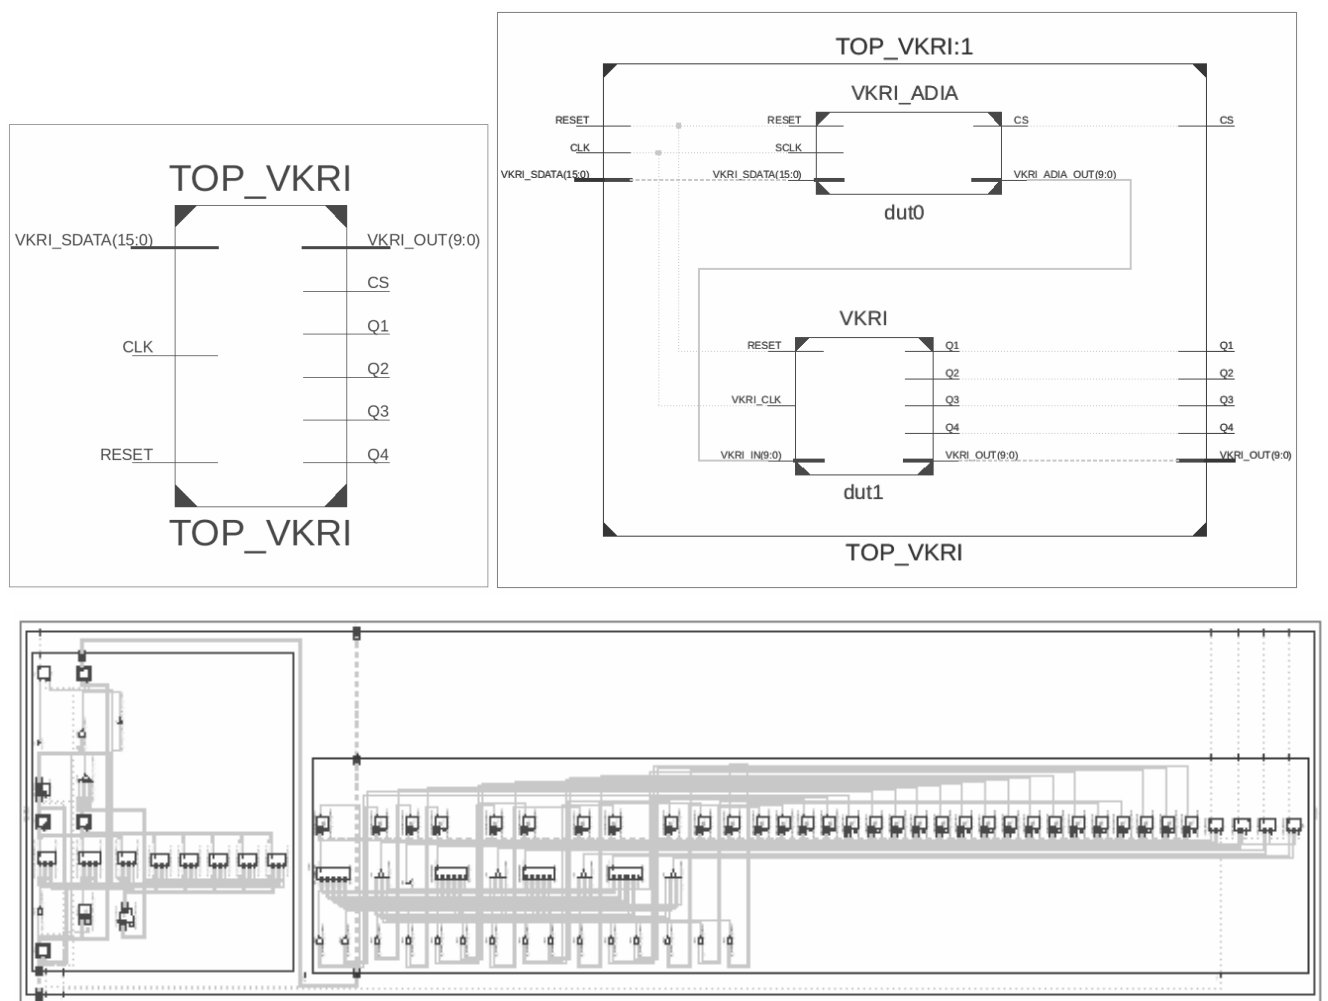 TOP_VKRI
VKRI_SDATA(15:0)
VKRI_OUT(9:0)
CS
Q1
CLK
Q2
Q3
RESET
Q4
TOP_VKRI
TOP_VKRI:1
VKRI_ADIA
RESET
RESET
CS
CS
CLK
SCLK
VKRI_SDATA(15:0)
VKRI_SDATA(15:0)
VKRI_ADIA_OUT(9:0)
dut0
VKRI
RESET
Q1
Q1
Q2
Q2
VKRI_CLK
Q3
Q3
Q4
Q4
VKRI_IN(9:0)
VKRI_OUT(9:0)
VKRI_OUT(9:0)
dut1
TOP_VKRI